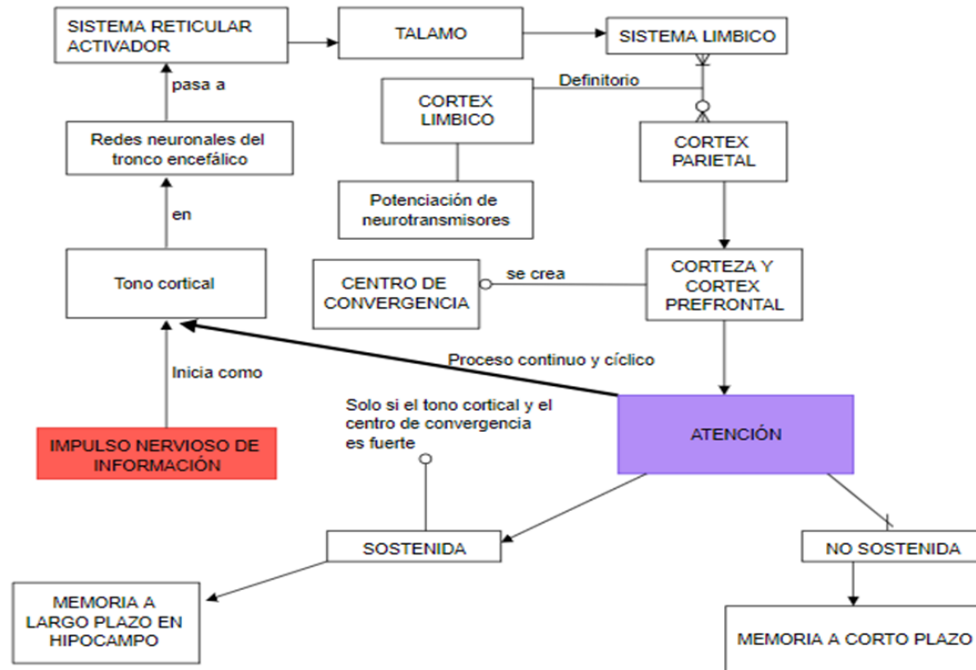 SISTEMA RETICULAR
ACTIVADOR
TALAMO
SISTEMA LIMBICO
pasa a
Definitorio
CORTEX
LIMBICO
Redes neuronales del
tronco encefálico
CORTEX
PARIETAL
Potenciación de
neurotransmisores
en
Tono cortical
CENTRO DE
CONVERGENCIA
se crea
CORTEZA Y
CORTEX
PREFRONTAL
Inicia como
Proceso continuo y cíclico
Solo si el tono cortical y el
centro de convergencia
es fuerte
IMPULSO NERVIOSO DE
INFORMACIÓN
ATENCIÓN
SOSTENIDA
NO SOSTENIDA
MEMORIA A
LARGO PLAZO EN
HIPOCAMPO
MEMORIA A CORTO PLAZO